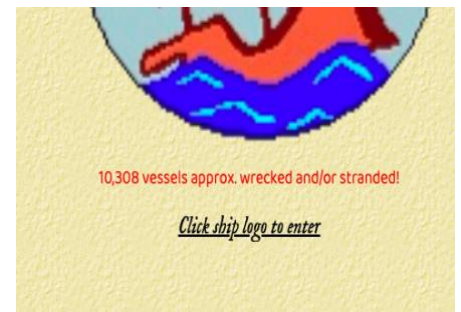 10,308 vessels approx. wrecked and/or stranded!
Click ship logo to enter